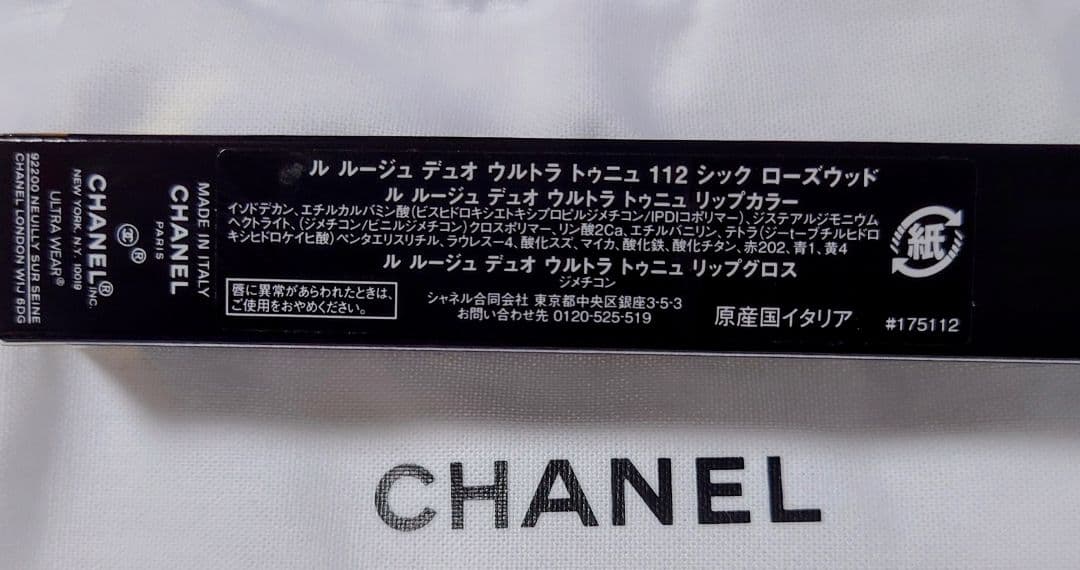 ル ルージュ デュオ ウルトラ トゥニュ 112 シック ローズウッド
ル ルージュ デュオ ウルトラ トゥニュ リップカラー
イソドデカン、エチルカルバミン酸(ビスヒドロキシエトキシプロピルジメチコン/IPDI)コポリマー)、ジステアルジモニウム
ヘクトライト、(ジメチコン/ビニルジメチコン)クロスポリマー、リン酸2Ca、エチルバニリン、テトラ(ジ-t-ブチルヒドロ
キシヒドロケイヒ酸)ペンタエリスリチル、ラウレス-4、酸化スズ、マイカ、酸化鉄、酸化チタン、赤202、青1、黄4
ル ルージュ デュオ ウルトラ トゥニュ リップグロス
ジメチコン
唇に異常があらわれたときは、
ご使用をおやめください。
シャネル合同会社 東京都中央区銀座3-5-3
お問い合わせ先 0120-525-519
原産国イタリア
#175112
紙
MADE IN ITALY
CHANEL
PARIS
CHANEL® INC.
NEW YORK, N.Y. 10019
ULTRA WEAR®
92200 NEUILLY SUR SEINE
CHANEL LONDON W1J 6DG
CHANEL